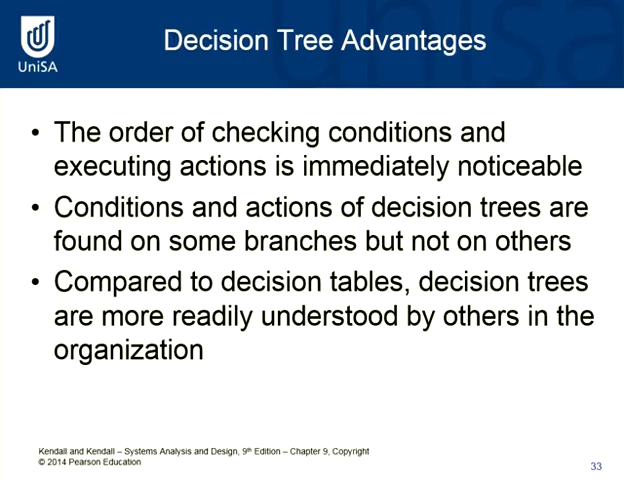 Decision Tree Advantages
UniSA
• The order of checking conditions and
executing actions is immediately noticeable
• Conditions and actions of decision trees are
found on some branches but not on others
• Compared to decision tables, decision trees
are more readily understood by others in the
organization
Kendall and Kendall – Systems Analysis and Design, 9th Edition – Chapter 9, Copyright
© 2014 Pearson Education
33